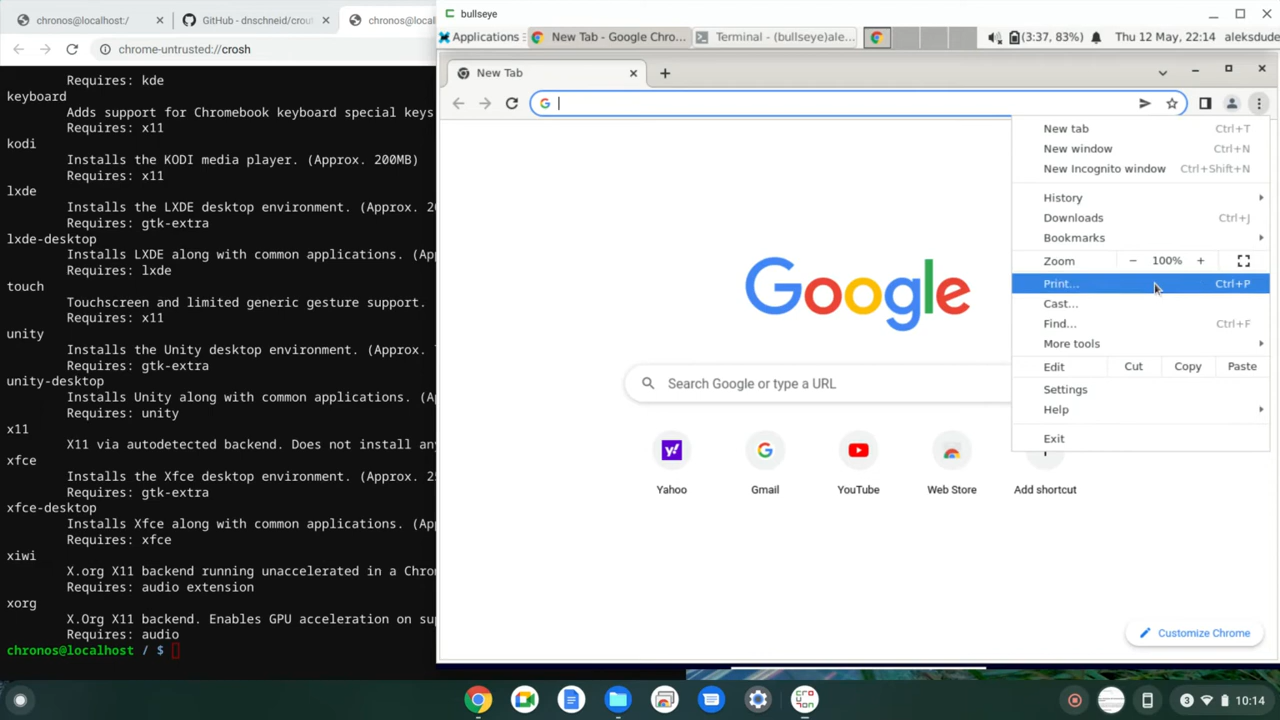 chronos@localhost:/
GitHub - dnschneid/crou
chronos@local
chrome-untrusted://crosh
Requires: kde
keyboard
Adds support for Chromebook keyboard special keys
Requires: x11
kodi
Installs the KODI media player. (Approx. 200MB)
Requires: x11
lxde
Installs the LXDE desktop environment. (Approx. 20
Requires: gtk-extra
lxde-desktop
Installs LXDE along with common applications. (App
Requires: lxde
touch
Touchscreen and limited generic gesture support.
Requires: x11
unity
Installs the Unity desktop environment. (Approx.
Requires: gtk-extra
unity-desktop
Installs Unity along with common applications. (A
Requires: unity
x11
X11 via autodetected backend. Does not install any
xfce
Installs the Xfce desktop environment. (Approx. 25
Requires: gtk-extra
xfce-desktop
Installs Xfce along with common applications. (App
Requires: xfce
xiwi
X.org X11 backend running unaccelerated in a Chro
Requires: audio extension
xorg
X.Org X11 backend. Enables GPU acceleration on sup
Requires: audio
chronos@localhost / $
bullseye
Applications
New Tab - Google Chro...
Terminal - (bullseye)ale...
(3:37, 83%)
Thu 12 May, 22:14
aleksdude
New Tab
New tab Ctrl+T
New window Ctrl+N
New Incognito window Ctrl+Shift+N
History
Downloads Ctrl+J
Bookmarks
Zoom − 100% +
Print... Ctrl+P
Cast...
Find... Ctrl+F
More tools
Edit Cut Copy Paste
Settings
Help
Exit
Google
Search Google or type a URL
Yahoo
Gmail
YouTube
Web Store
Add shortcut
Customize Chrome
3
10:14